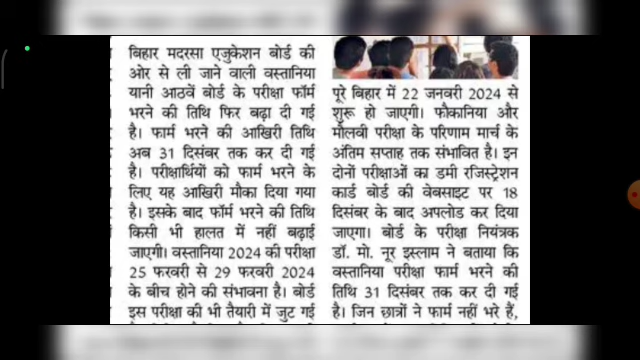 बिहार मदरसा एजुकेशन बोर्ड की
ओर से ली जाने वाली वस्तानिया
यानी आठवें बोर्ड के परीक्षा फॉर्म
भरने की तिथि फिर बढ़ा दी गई
है। फार्म भरने की आखिरी तिथि
अब 31 दिसंबर तक कर दी गई
है। परीक्षार्थियों को फार्म भरने के
लिए यह आखिरी मौका दिया गया
है। इसके बाद फॉर्म भरने की तिथि
किसी भी हालत में नहीं बढ़ाई
जाएगी। वस्तानिया 2024 की परीक्षा
25 फरवरी से 29 फरवरी 2024
के बीच होने की संभावना है। बोर्ड
इस परीक्षा की भी तैयारी में जुट गई
पूरे बिहार में 22 जनवरी 2024 से
शुरू हो जाएगी। फौकानिया और
मौलवी परीक्षा के परिणाम मार्च के
अंतिम सप्ताह तक संभावित है। इन
दोनों परीक्षाओं का डमी रजिस्ट्रेशन
कार्ड बोर्ड की वेबसाइट पर 18
दिसंबर के बाद अपलोड कर दिया
जाएगा। बोर्ड के परीक्षा नियंत्रक
डॉ. मो. नूर इस्लाम ने बताया कि
वस्तानिया परीक्षा फार्म भरने की
तिथि 31 दिसंबर तक कर दी गई
है। जिन छात्रों ने फार्म नहीं भरे हैं,